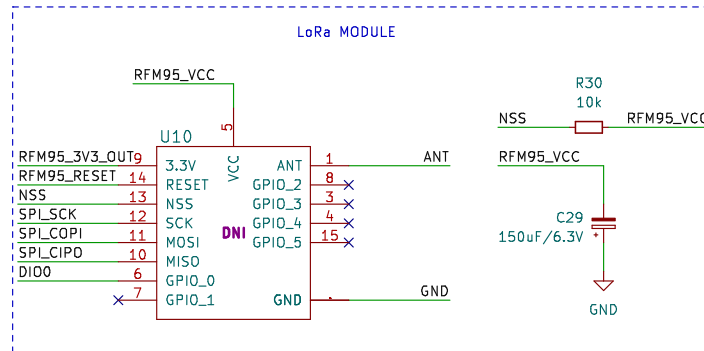 LoRa MODULE
RFM95_VCC
R30
10k
U10
5
NSS
RFM95_VCC
RFM95_3V3_OUT
9
3.3V
VCC
ANT
1
ANT
RFM95_VCC
RFM95_RESET
14
RESET
GPIO_2
8
NSS
13
NSS
GPIO_3
3
SPI_SCK
12
SCK
GPIO_4
4
C29
SPI_COPI
11
MOSI
DNI
GPIO_5
15
150uF/6.3V
+
SPI_CIPO
10
MISO
DIO0
6
GPIO_0
7
GPIO_1
GND
GND
GND